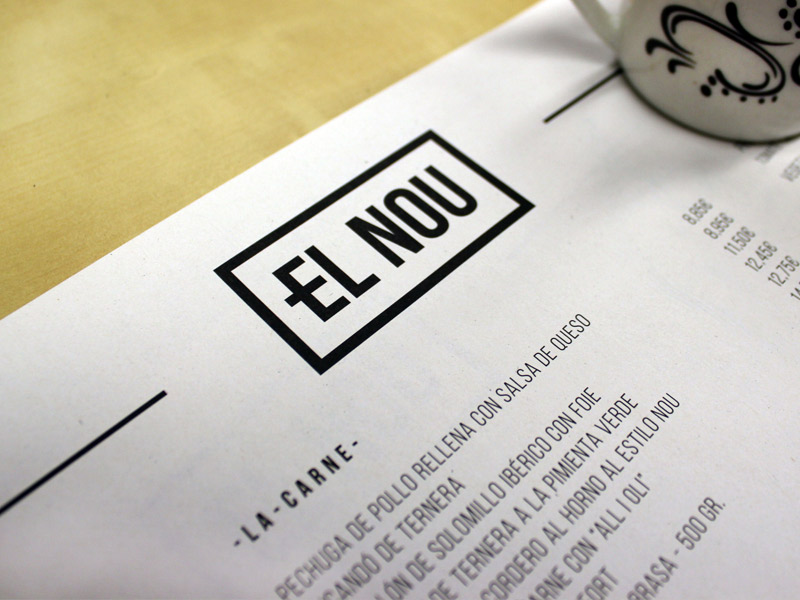 EL NOU
-LA-CARNE-
PECHUGA DE POLLO RELLENA CON SALSA DE QUESO
DE TERNERA
DE SOLOMILLO IBÉRICO CON FOIE
DE TERNERA A LA PIMIENTA VERDE
CORDERO AL HORNO AL ESTILO NOU
CON "ALL I OLI"
- 500 GR.
8.85€
8.95€
11.50€
12.45€
12.75€